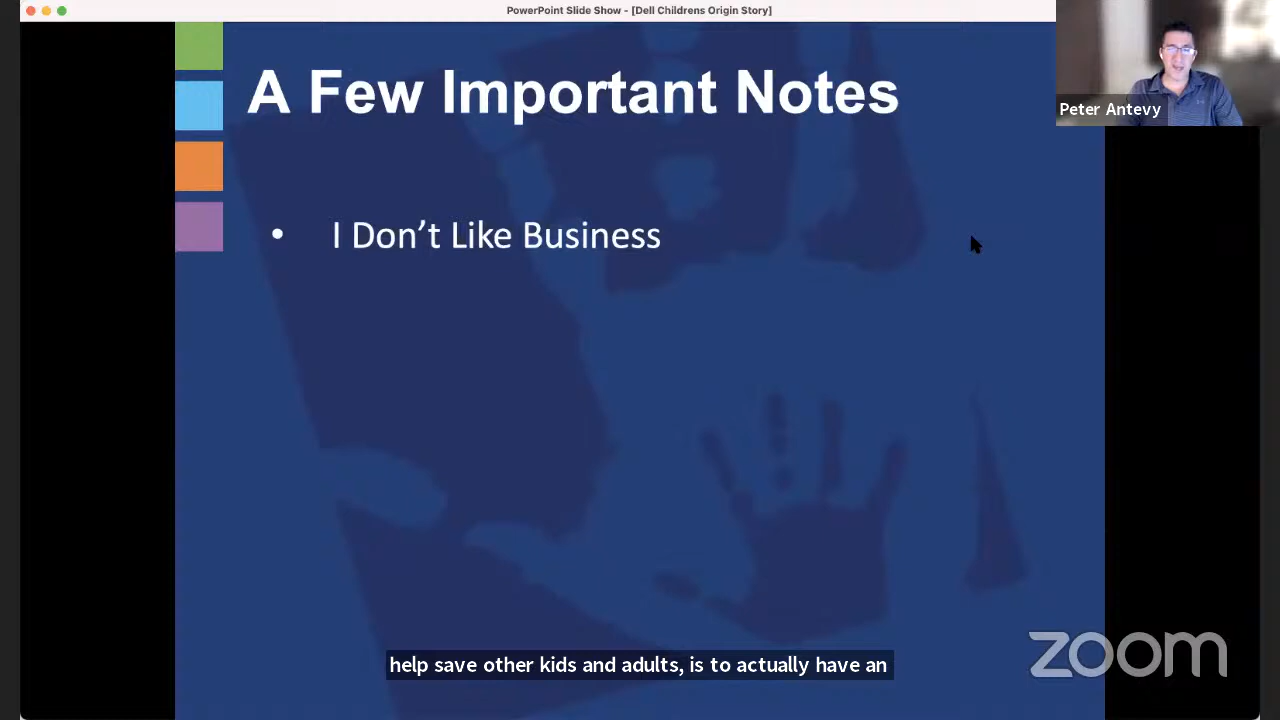 PowerPoint Slide Show - [Dell Childrens Origin Story]
A Few Important Notes
Peter Antevy
• I Don’t Like Business
help save other kids and adults, is to actually have an
zoom